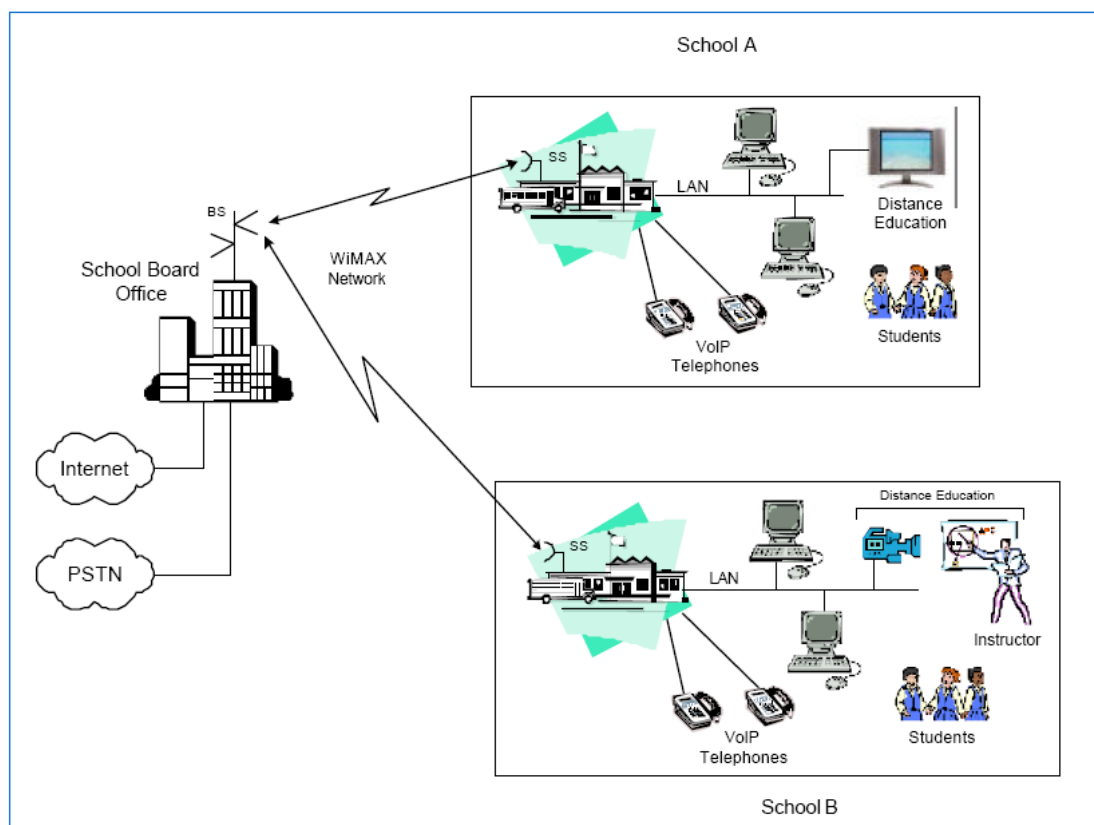 School A
SS
LAN
Distance
Education
BS
School Board
Office
WiMAX
Network
Students
VoIP
Telephones
Internet
PSTN
Distance Education
SS
LAN
Instructor
VoIP
Telephones
Students
School B